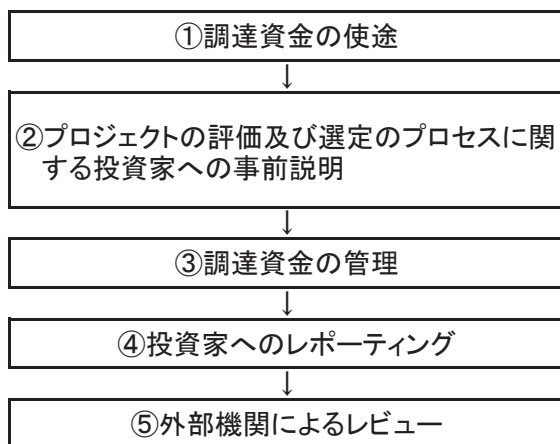 ①調達資金の使途
↓
②プロジェクトの評価及び選定のプロセスに関
する投資家への事前説明
↓
③調達資金の管理
↓
④投資家へのレポーティング
↓
⑤外部機関によるレビュー